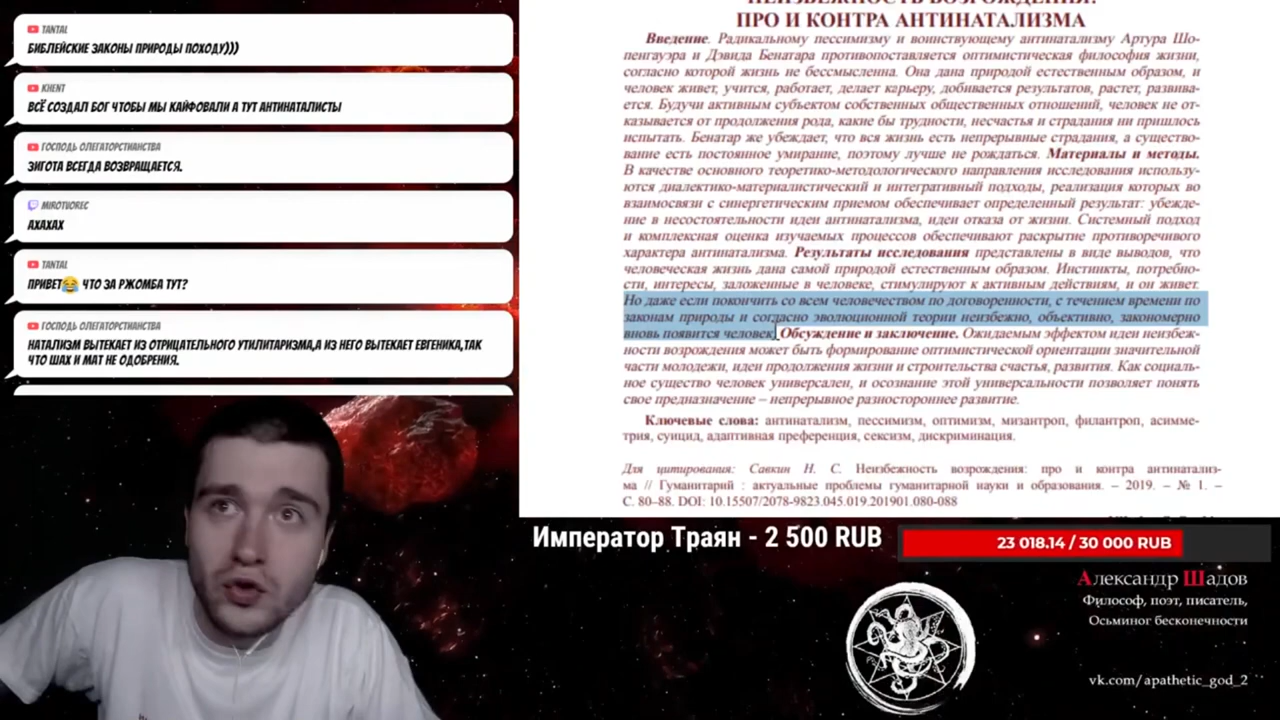 TANTAL
БИБЛЕЙСКИЕ ЗАКОНЫ ПРИРОДЫ ПОХОДУ)))
KHENT
ВСЁ СОЗДАЛ БОГ ЧТОБЫ МЫ КАЙФОВАЛИ А ТУТ АНТИНАТАЛИСТЫ
ГОСПОДЬ ОЛЕГАТОРСТИАНСТВА
ЗИГОТА ВСЕГДА ВОЗВРАЩАЕТСЯ.
MIROTVOREC
АХАХАХ
TANTAL
ПРИВЕТ😂 ЧТО ЗА РЖОМБА ТУТ?
ГОСПОДЬ ОЛЕГАТОРСТИАНСТВА
НАТАЛИЗМ ВЫТЕКАЕТ ИЗ ОТРИЦАТЕЛЬНОГО УТИЛИТАРИЗМА,А ИЗ НЕГО ВЫТЕКАЕТ ЕВГЕНИКА,ТАК
ЧТО ШАХ И МАТ НЕ ОДОБРЕНИЯ.
НЕИЗБЕЖНОСТЬ ВОЗРОЖДЕНИЯ:
ПРО И КОНТРА АНТИНАТАЛИЗМА
Введение. Радикальному пессимизму и воинствующему антинатализму Артура Шо-
пенгауэра и Дэвида Бенатара противопоставляется оптимистическая философия жизни,
согласно которой жизнь не бессмысленна. Она дана природой естественным образом, и
человек живет, учится, работает, делает карьеру, добивается результатов, растет, развива-
ется. Будучи активным субъектом собственных общественных отношений, человек не от-
казывается от продолжения рода, какие бы трудности, несчастья и страдания ни пришлось
испытать. Бенатар же убеждает, что вся жизнь есть непрерывные страдания, а существо-
вание есть постоянное умирание, поэтому лучше не рождаться. Материалы и методы.
В качестве основного теоретико-методологического направления исследования использу-
ются диалектико-материалистический и интегративный подходы, реализация которых во
взаимосвязи с синергетическим приемом обеспечивает определенный результат: убежде-
ние в несостоятельности идеи антинатализма, идеи отказа от жизни. Системный подход
и комплексная оценка изучаемых процессов обеспечивают раскрытие противоречивого
характера антинатализма. Результаты исследования представлены в виде выводов, что
человеческая жизнь дана самой природой естественным образом. Инстинкты, потребно-
сти, интересы, заложенные в человеке, стимулируют к активным действиям, и он живет.
Но даже если покончить со всем человечеством по договоренности, с течением времени по
законам природы и согласно эволюционной теории неизбежно, объективно, закономерно
вновь появится человек. Обсуждение и заключение. Ожидаемым эффектом идеи неизбеж-
ности возрождения может быть формирование оптимистической ориентации значительной
части молодежи, идеи продолжения жизни и строительства счастья, развития. Как социаль-
ное существо человек универсален, и осознание этой универсальности позволяет понять
свое предназначение – непрерывное разностороннее развитие.
Ключевые слова: антинатализм, пессимизм, оптимизм, мизантроп, филантроп, асимме-
трия, суицид, адаптивная преференция, сексизм, дискриминация.
Для цитирования: Савкин Н. С. Неизбежность возрождения: про и контра антинатализ-
ма // Гуманитарий : актуальные проблемы гуманитарной науки и образования. – 2019. – № 1. –
С. 80–88. DOI: 10.15507/2078-9823.045.019.201901.080-088
Император Траян - 2 500 RUB
23 018.14 / 30 000 RUB
Александр Шадов
Философ, поэт, писатель,
Осьминог бесконечности
vk.com/apathetic_god_2